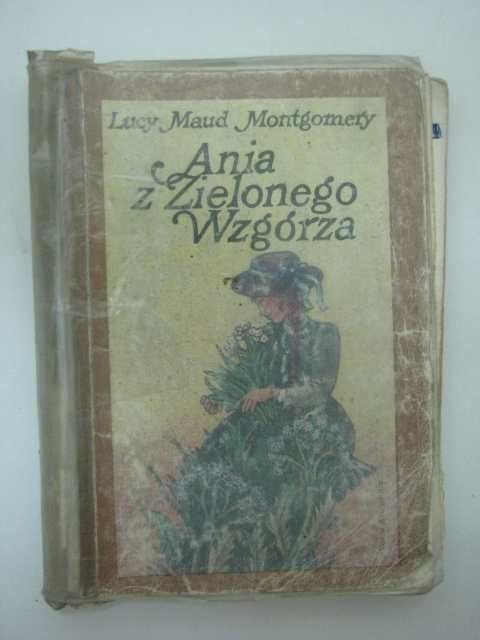 Lucy Maud Montgomery
Ania
z Zielonego
Wzgórza